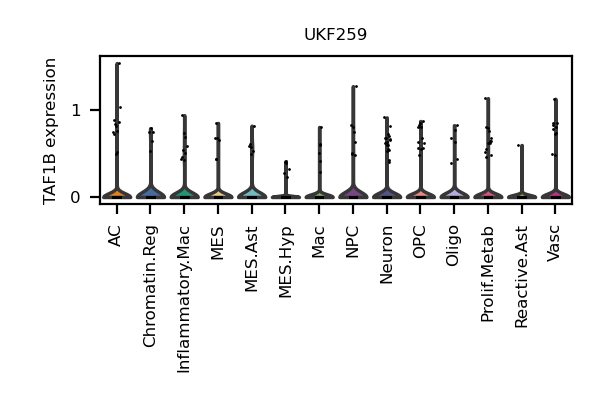 UKF259
TAF1B expression
1
0
AC
Chromatin.Reg
Inflammatory.Mac
MES
MES.Ast
MES.Hyp
Mac
NPC
Neuron
OPC
Oligo
Prolif.Metab
Reactive.Ast
Vasc